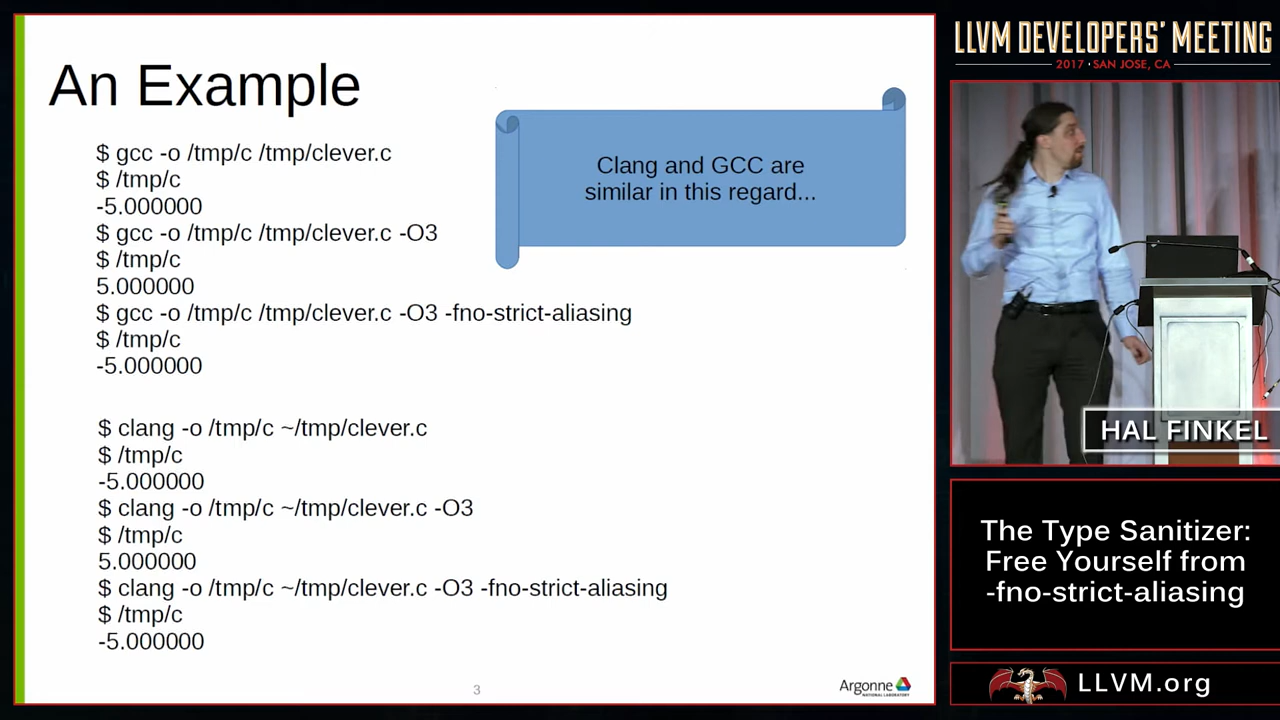 An Example
$ gcc -o /tmp/c /tmp/clever.c
$ /tmp/c
-5.000000
$ gcc -o /tmp/c /tmp/clever.c -O3
$ /tmp/c
5.000000
$ gcc -o /tmp/c /tmp/clever.c -O3 -fno-strict-aliasing
$ /tmp/c
-5.000000
$ clang -o /tmp/c ~/tmp/clever.c
$ /tmp/c
-5.000000
$ clang -o /tmp/c ~/tmp/clever.c -O3
$ /tmp/c
5.000000
$ clang -o /tmp/c ~/tmp/clever.c -O3 -fno-strict-aliasing
$ /tmp/c
-5.000000
Clang and GCC are
similar in this regard...
3
Argonne
NATIONAL LABORATORY
LLVM DEVELOPERS' MEETING
2017 · SAN JOSE, CA
HAL FINKEL
The Type Sanitizer:
Free Yourself from
-fno-strict-aliasing
LLVM.org